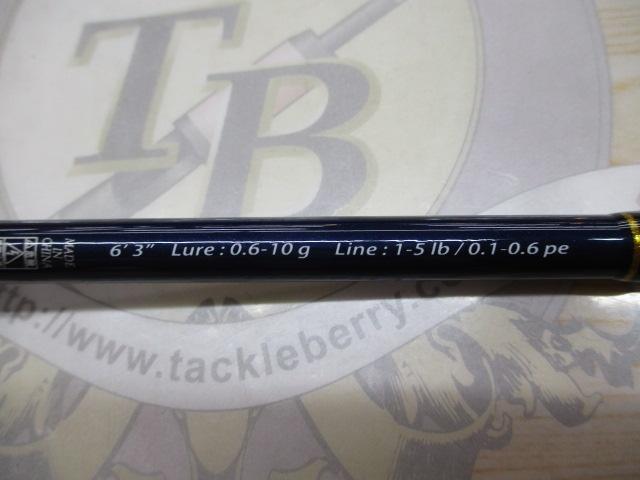 TB
MADE
IN
CHINA
6’ 3” Lure : 0.6-10 g Line : 1-5 lb / 0.1-0.6 pe
http://www.tackleberry.co